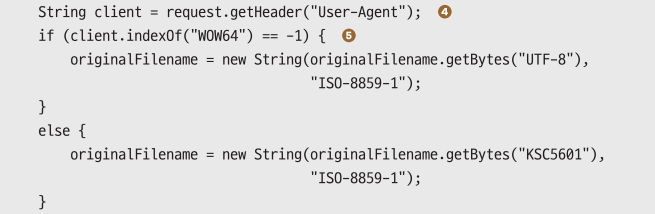 String client = request.getHeader("User-Agent"); ❹
if (client.indexOf("WOW64") == -1) { ❺
    originalFilename = new String(originalFilename.getBytes("UTF-8"),
                                  "ISO-8859-1");
}
else {
    originalFilename = new String(originalFilename.getBytes("KSC5601"),
                                  "ISO-8859-1");
}